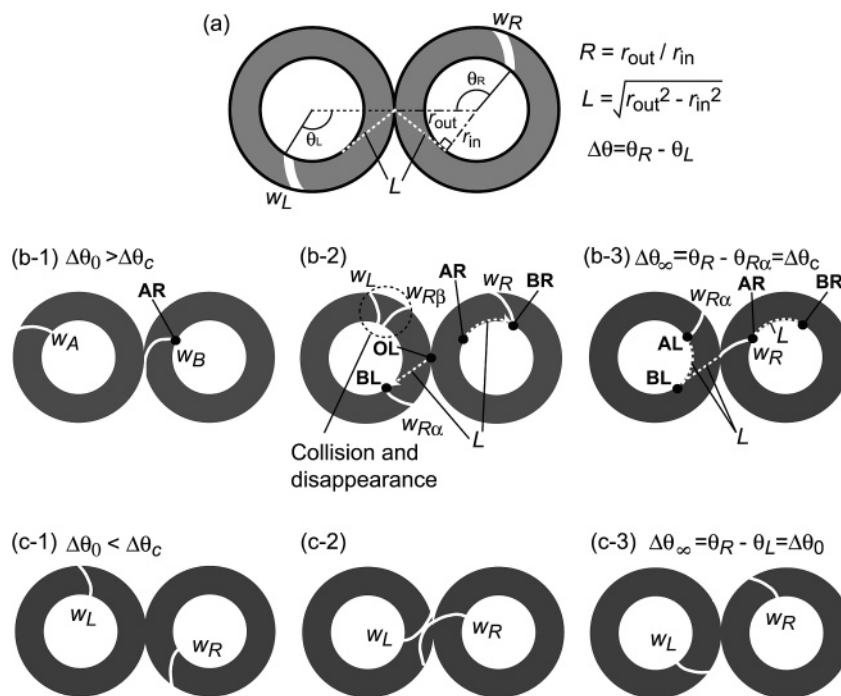 (a)
w_R
θ_R
θ_L
r_out
r_in
w_L
L
R = r_out / r_in
L = √(r_out² - r_in²)
Δθ=θ_R - θ_L
(b-1) Δθ_0 >Δθ_c
AR
w_A
w_B
(b-2)
w_L
w_Rβ
AR
w_R
BR
OL
BL
w_Rα
L
Collision and
disappearance
(b-3) Δθ_∞ =θ_R - θ_Rα=Δθ_c
w_Rα
AR
BR
AL
L
w_R
BL
L
(c-1) Δθ_0 < Δθ_c
w_L
w_R
(c-2)
w_L
w_R
(c-3) Δθ_∞ =θ_R - θ_L=Δθ_0
w_R
w_L